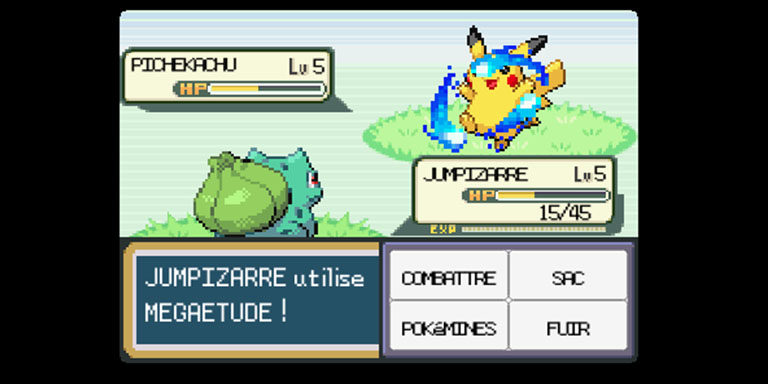 PICHEKACHU Lv5
HP
JUMPIZARRE Lv5
HP
15/45
EXP
JUMPIZARRE utilise
MEGAETUDE !
COMBATTRE SAC
POKéMINES FUIR